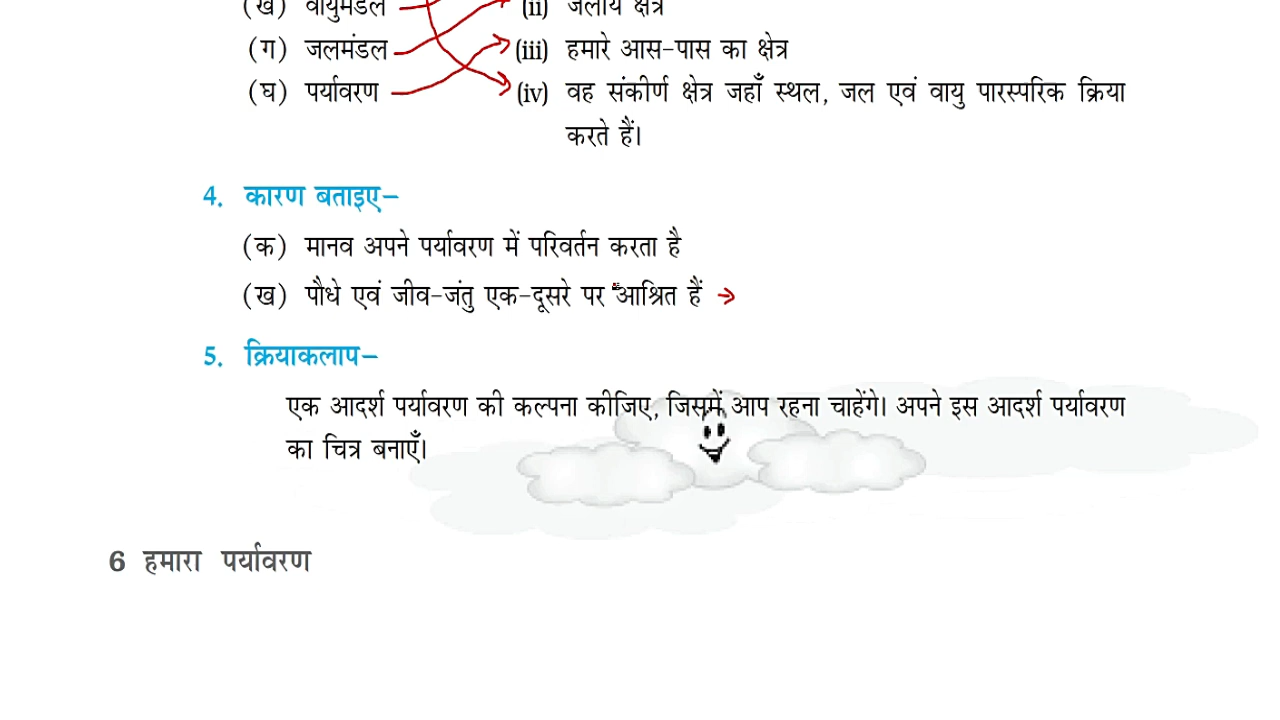 (ख) वायुमंडल (ii) जलीय क्षेत्र
(ग) जलमंडल (iii) हमारे आस-पास का क्षेत्र
(घ) पर्यावरण (iv) वह संकीर्ण क्षेत्र जहाँ स्थल, जल एवं वायु पारस्परिक क्रिया
करते हैं।
4. कारण बताइए–
(क) मानव अपने पर्यावरण में परिवर्तन करता है
(ख) पौधे एवं जीव-जंतु एक-दूसरे पर आश्रित हैं
5. क्रियाकलाप–
एक आदर्श पर्यावरण की कल्पना कीजिए, जिसमें आप रहना चाहेंगे। अपने इस आदर्श पर्यावरण
का चित्र बनाएँ।
6 हमारा पर्यावरण